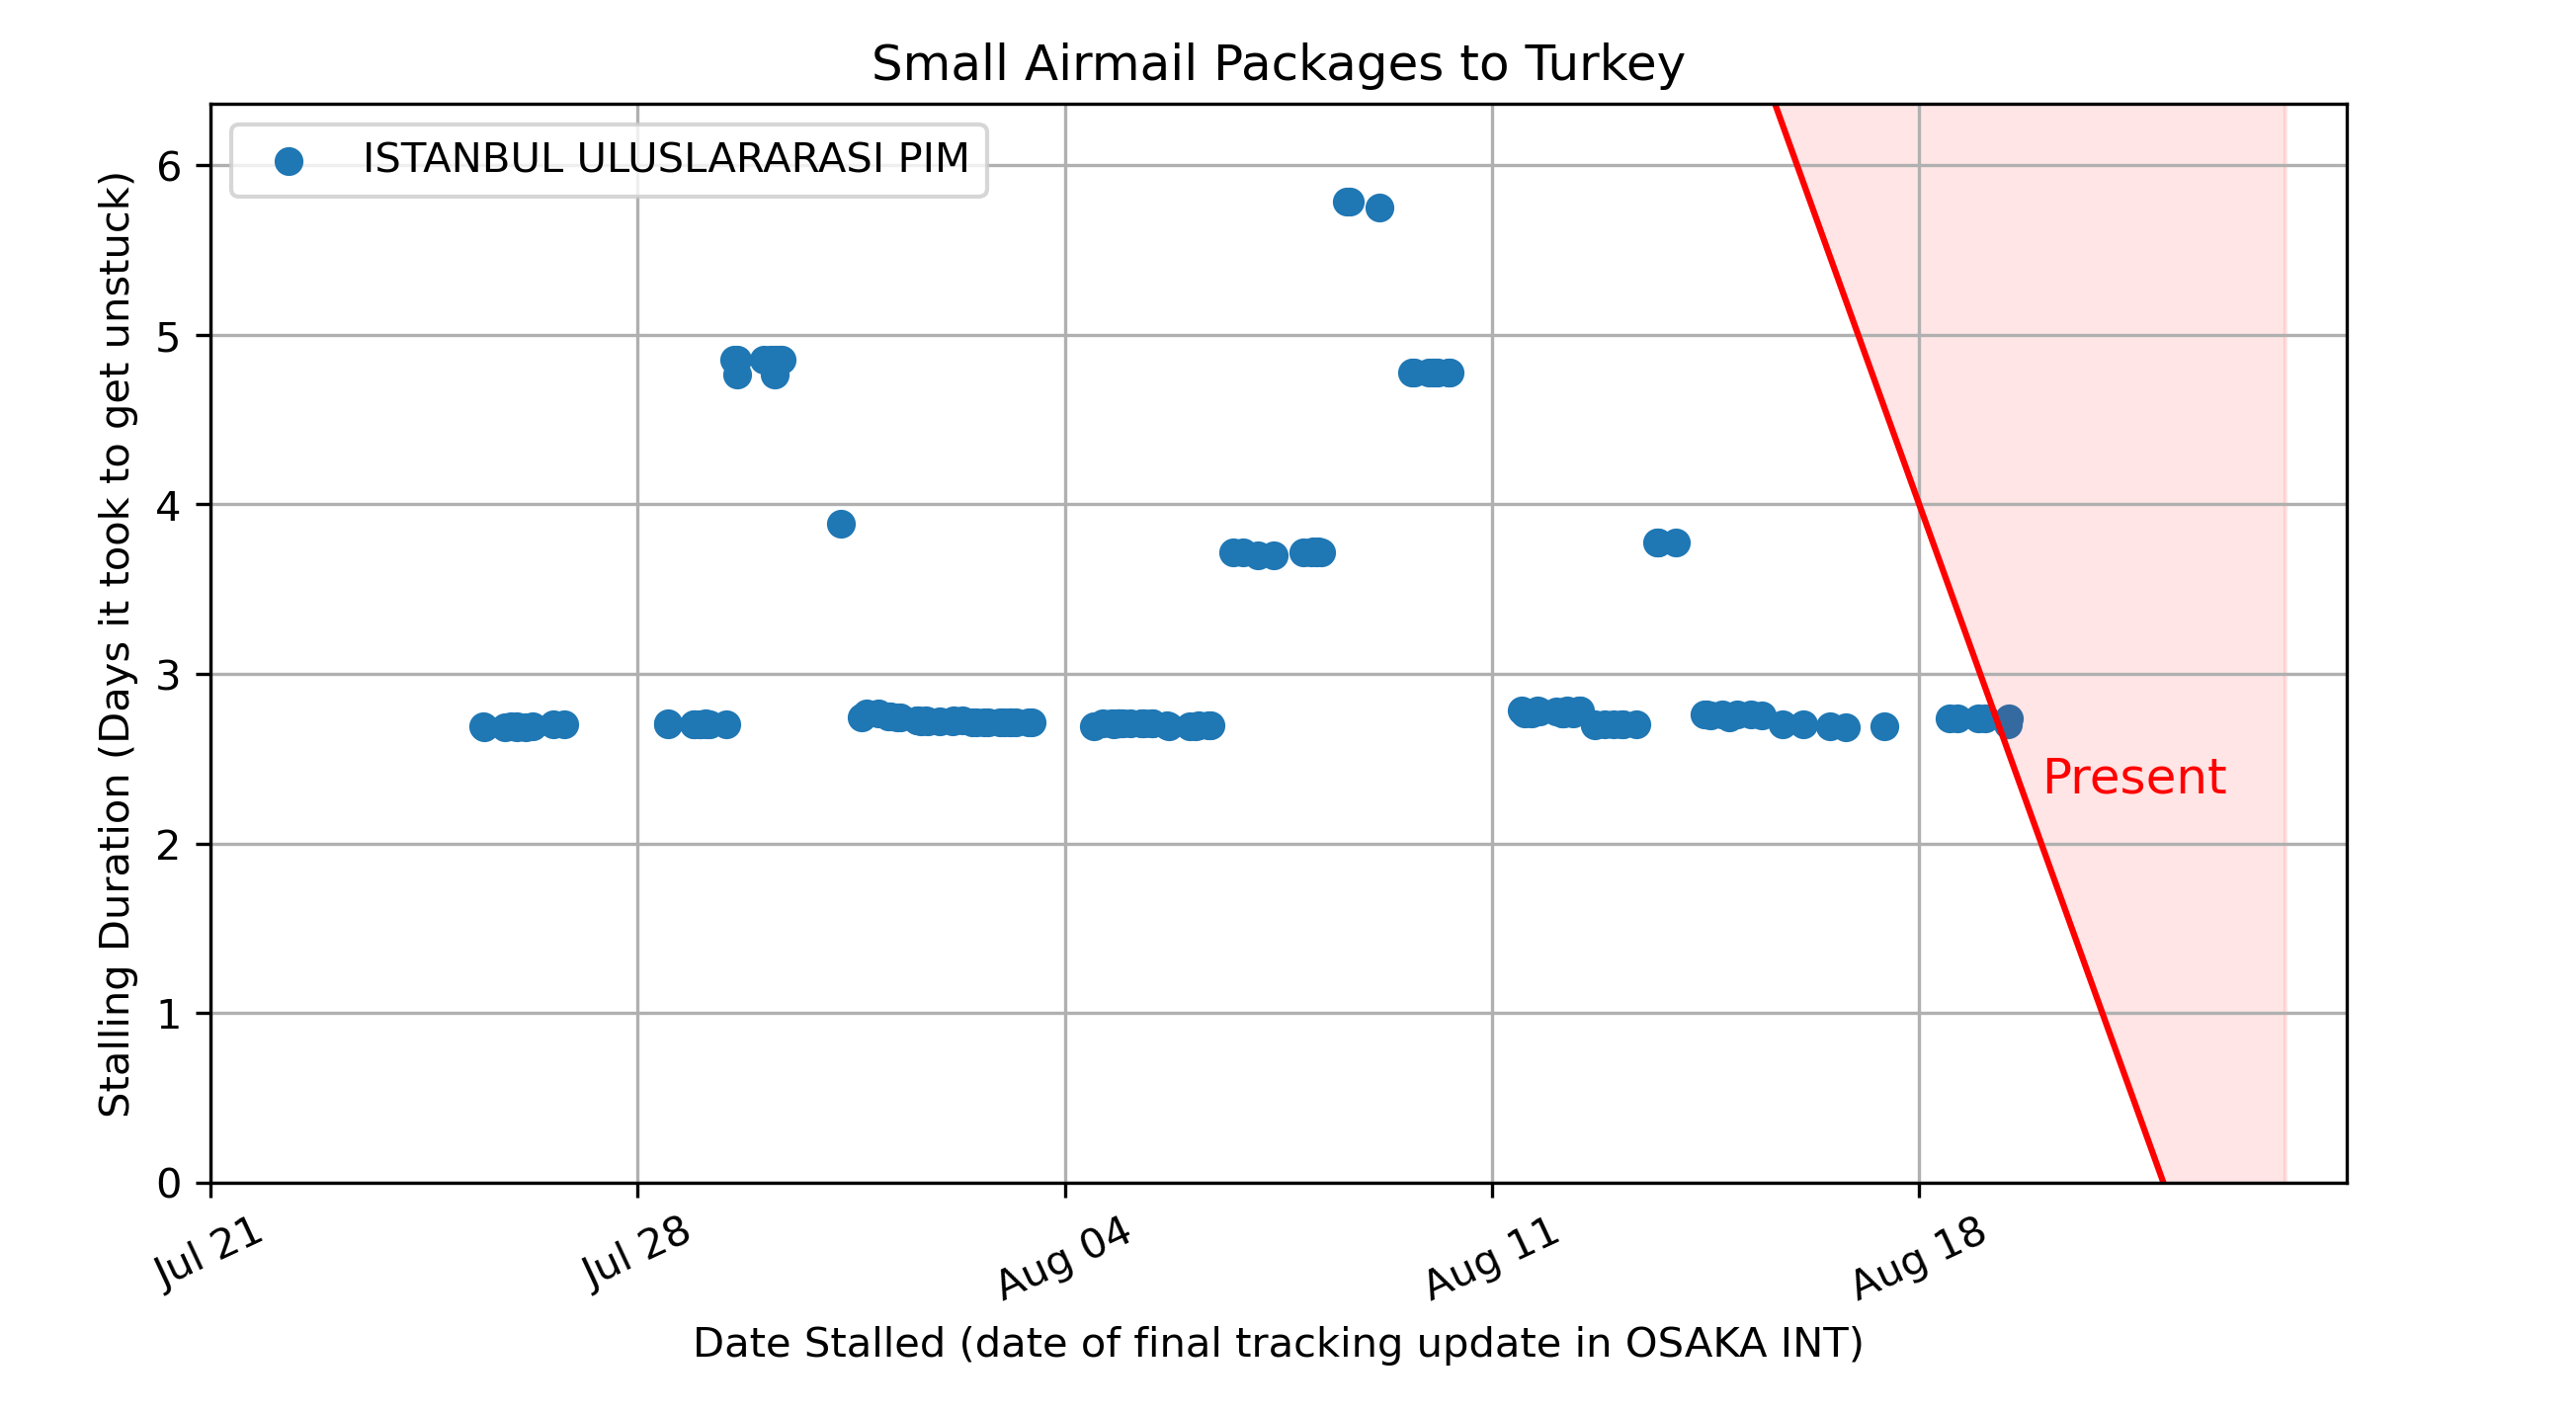 Small Airmail Packages to Turkey
ISTANBUL ULUSLARARASI PIM
Stalling Duration (Days it took to get unstuck)
6
5
4
3
2
1
0
Present
Jul 21
Jul 28
Aug 04
Aug 11
Aug 18
Date Stalled (date of final tracking update in OSAKA INT)